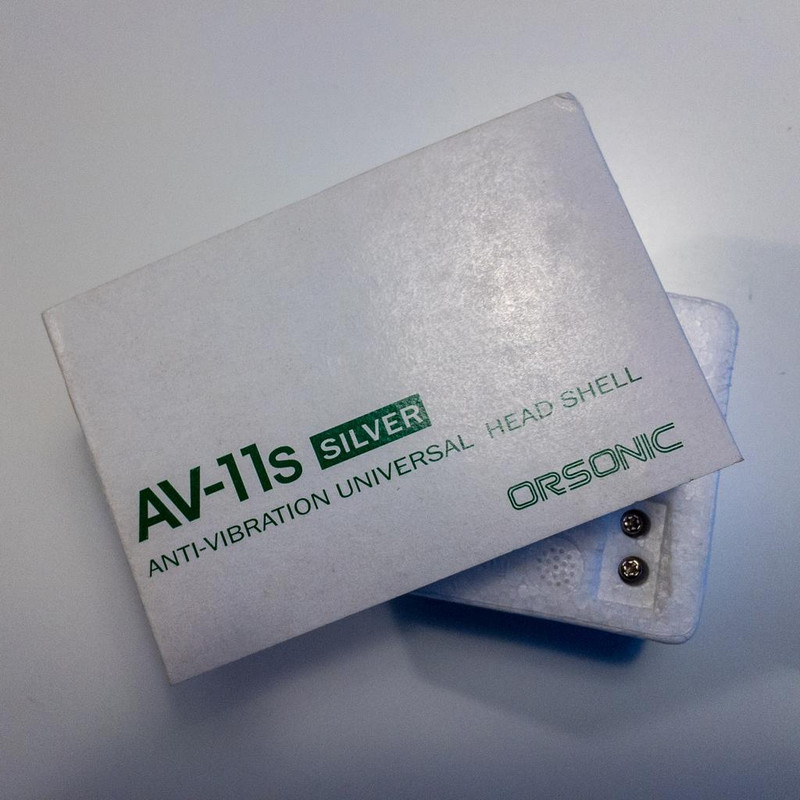 AV-11s SILVER
ANTI-VIBRATION UNIVERSAL HEAD SHELL
ORSONIC